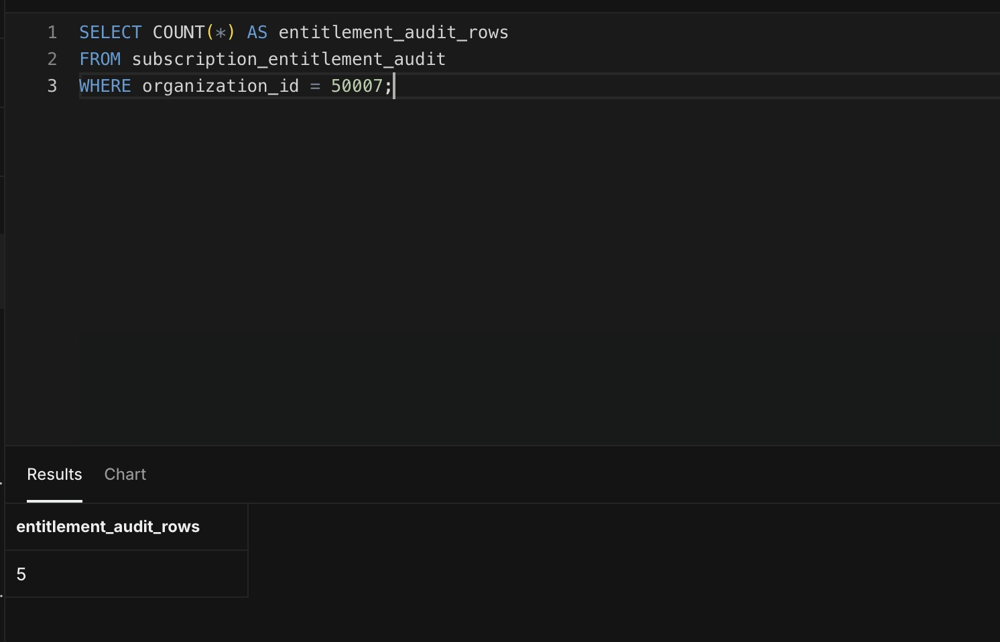 1 SELECT COUNT(*) AS entitlement_audit_rows
2 FROM subscription_entitlement_audit
3 WHERE organization_id = 50007;
Results Chart
entitlement_audit_rows
5